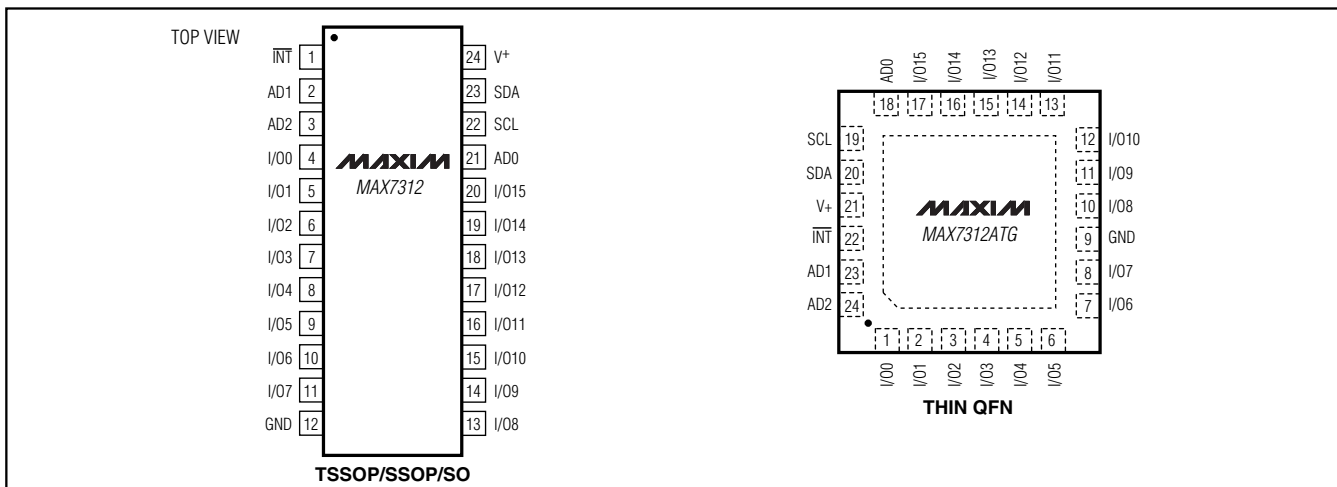 TOP VIEW
INT 1
AD1 2
AD2 3
I/O0 4
I/O1 5
I/O2 6
I/O3 7
I/O4 8
I/O5 9
I/O6 10
I/O7 11
GND 12
MAXIM
MAX7312
24 V+
23 SDA
22 SCL
21 AD0
20 I/O15
19 I/O14
18 I/O13
17 I/O12
16 I/O11
15 I/O10
14 I/O9
13 I/O8
TSSOP/SSOP/SO
AD0 I/O15 I/O14 I/O13 I/O12 I/O11
18 17 16 15 14 13
SCL 19
SDA 20
V+ 21
INT 22
AD1 23
AD2 24
MAXIM
MAX7312ATG
12 I/O10
11 I/O9
10 I/O8
9 GND
8 I/O7
7 I/O6
1 2 3 4 5 6
I/O0 I/O1 I/O2 I/O3 I/O4 I/O5
THIN QFN